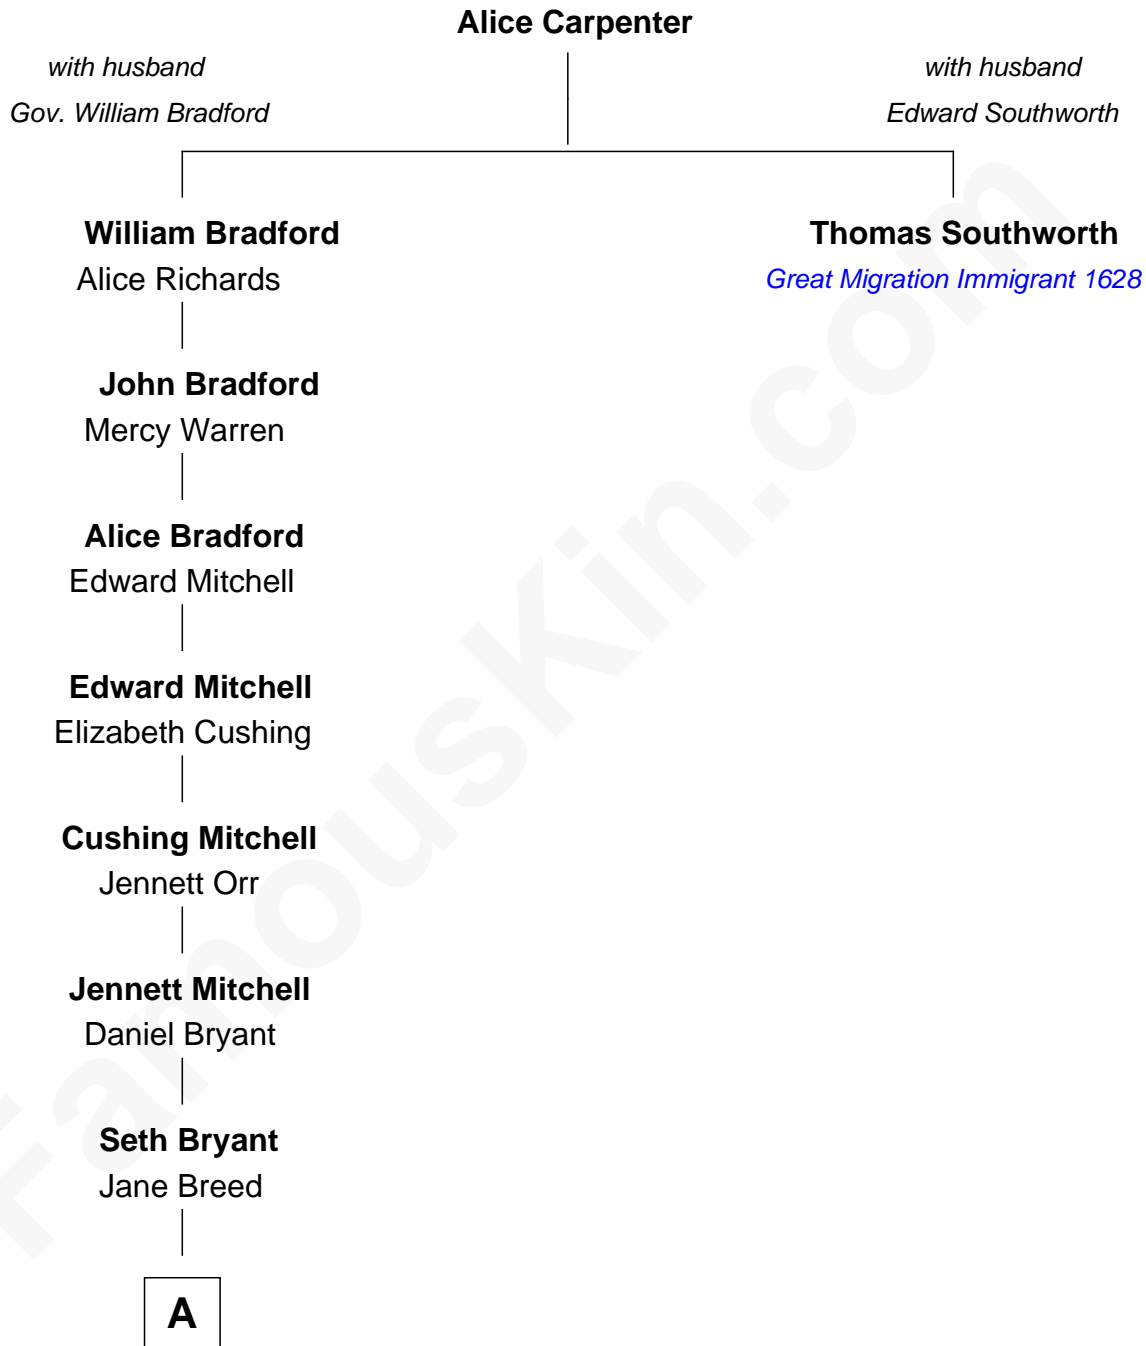 Alice Carpenter
with husband
Gov. William Bradford
with husband
Edward Southworth
William Bradford
Alice Richards
Thomas Southworth
Great Migration Immigrant 1628
John Bradford
Mercy Warren
Alice Bradford
Edward Mitchell
Edward Mitchell
Elizabeth Cushing
Cushing Mitchell
Jennett Orr
Jennett Mitchell
Daniel Bryant
Seth Bryant
Jane Breed
A
FamousKin.com